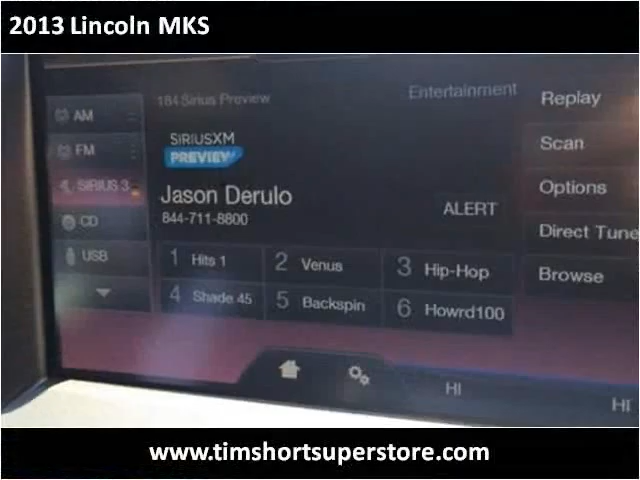 2013 Lincoln MKS
184 Sirius Preview
Entertainment
Replay
AM
FM
SIRIUS 3
CD
USB
SIRIUSXM
PREVIEW
Jason Derulo
844-711-8800
ALERT
Scan
Options
Direct Tune
Browse
1 Hits 1
2 Venus
3 Hip-Hop
4 Shade 45
5 Backspin
6 Howrd100
HI
HI
www.timshortsuperstore.com